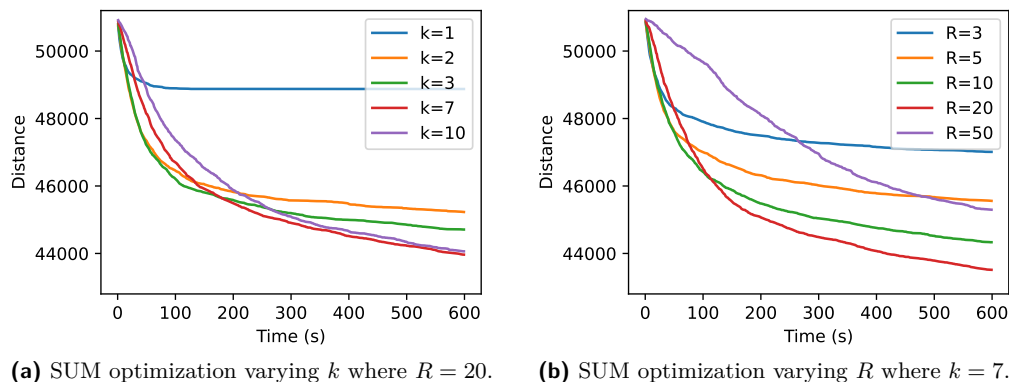 50000
48000
46000
44000
Distance
0 100 200 300 400 500 600
Time (s)
k=1
k=2
k=3
k=7
k=10
(a) SUM optimization varying k where R = 20.
50000
48000
46000
44000
Distance
0 100 200 300 400 500 600
Time (s)
R=3
R=5
R=10
R=20
R=50
(b) SUM optimization varying R where k = 7.